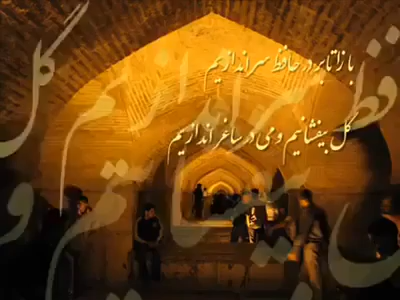 باز آ تا بر در حافظ سر اندازیم
گل بیفشانیم و می در ساغر اندازیم